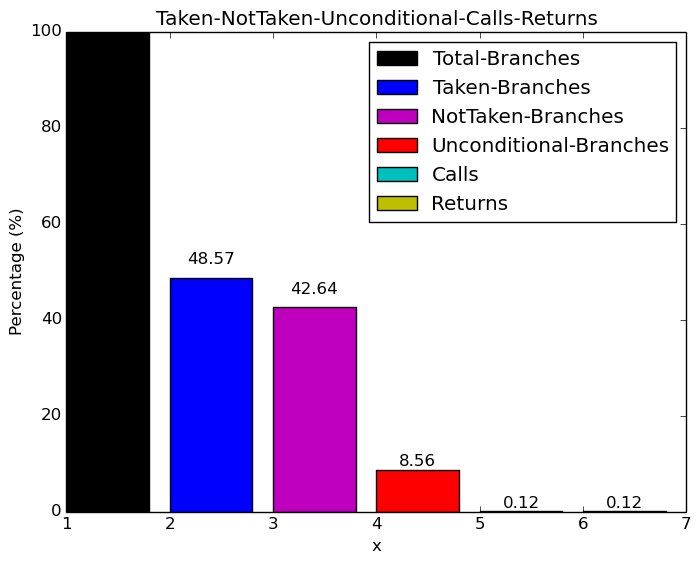 Taken-NotTaken-Unconditional-Calls-Returns
Percentage (%)
100
80
60
40
20
0
Total-Branches
Taken-Branches
NotTaken-Branches
Unconditional-Branches
Calls
Returns
48.57
42.64
8.56
0.12
0.12
1
2
3
4
5
6
7
x